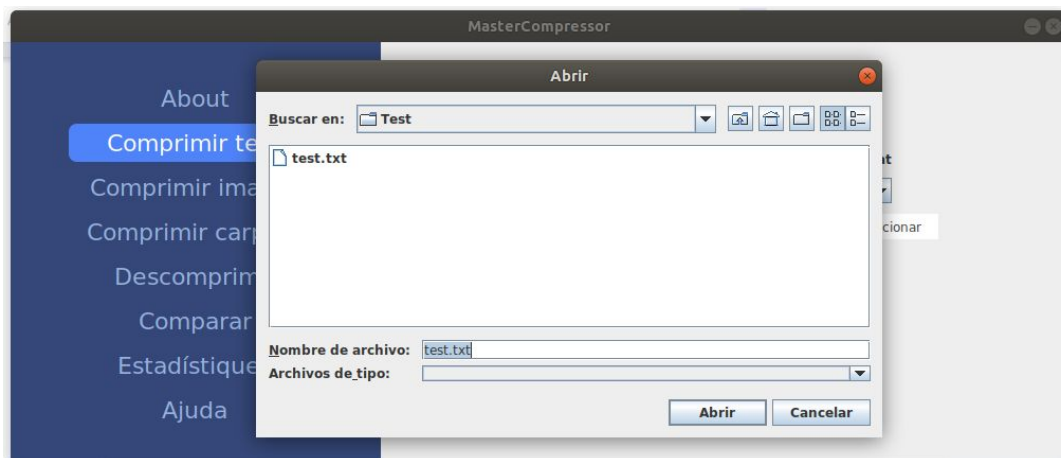 MasterCompressor
Abrir
About
Buscar en: Test
Comprimir te
test.txt
Comprimir ima
Comprimir car
cionar
Descomprim
Comparar
Estadístique
Nombre de archivo: test.txt
Archivos de tipo:
Ajuda
Abrir Cancelar